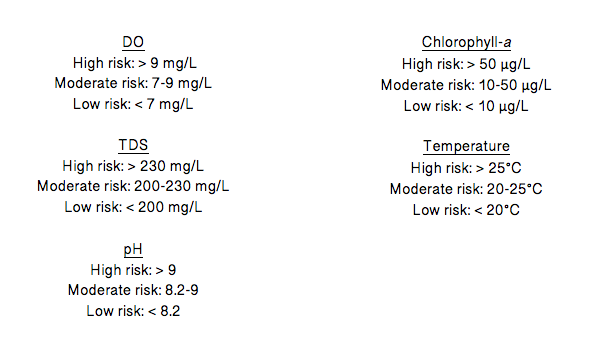 DO
High risk: > 9 mg/L
Moderate risk: 7-9 mg/L
Low risk: < 7 mg/L
TDS
High risk: > 230 mg/L
Moderate risk: 200-230 mg/L
Low risk: < 200 mg/L
pH
High risk: > 9
Moderate risk: 8.2-9
Low risk: < 8.2
Chlorophyll-a
High risk: > 50 μg/L
Moderate risk: 10-50 μg/L
Low risk: < 10 μg/L
Temperature
High risk: > 25°C
Moderate risk: 20-25°C
Low risk: < 20°C